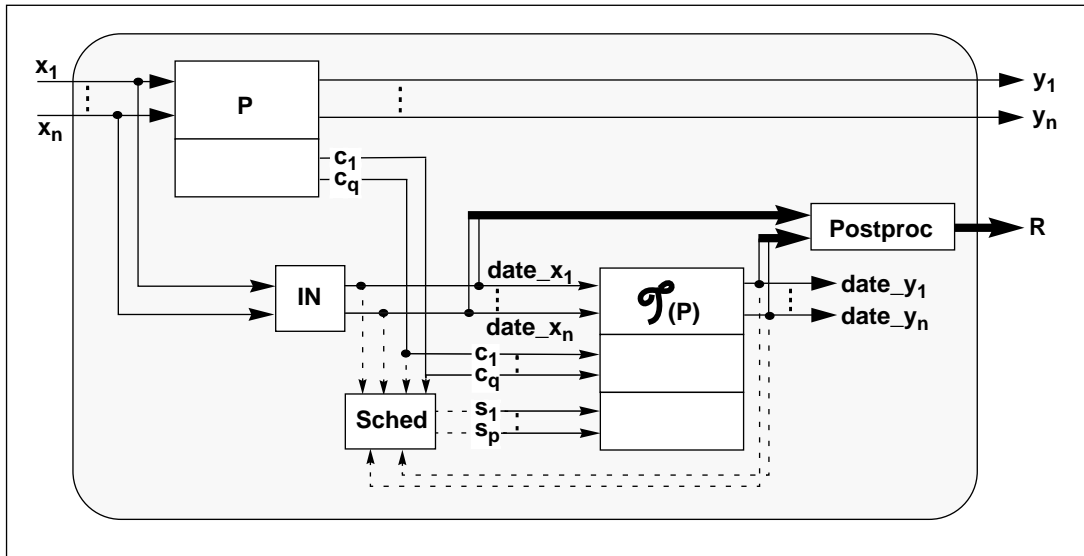 x1
y1
P
xn
yn
c1
cq
Postproc
R
date_x1
date_y1
IN
𝒯(P)
date_xn
date_yn
c1
cq
s1
Sched
sp